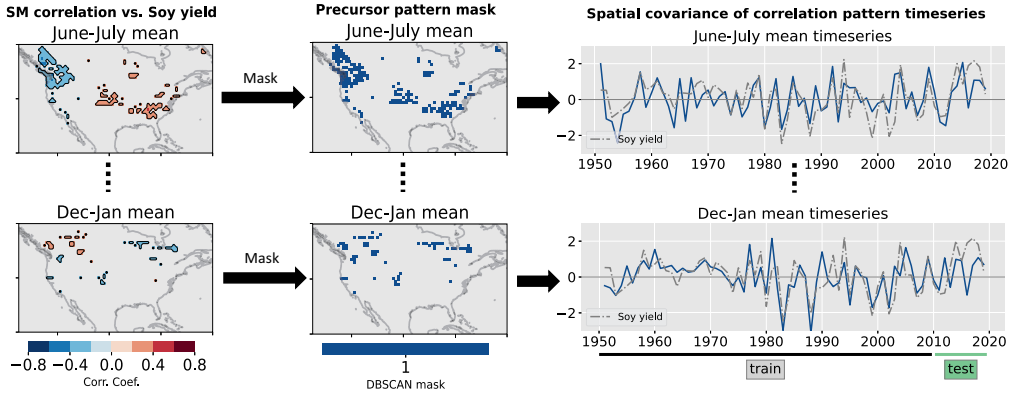 SM correlation vs. Soy yield
Precursor pattern mask
Spatial covariance of correlation pattern timeseries
June-July mean
June-July mean
June-July mean timeseries
Mask
2
0
−2
Soy yield
1950 1960 1970 1980 1990 2000 2010 2020
Dec-Jan mean
Dec-Jan mean
Dec-Jan mean timeseries
Mask
2
0
−2
Soy yield
1950 1960 1970 1980 1990 2000 2010 2020
−0.8 −0.4 0.0 0.4 0.8
Corr. Coef.
1
DBSCAN mask
train
test